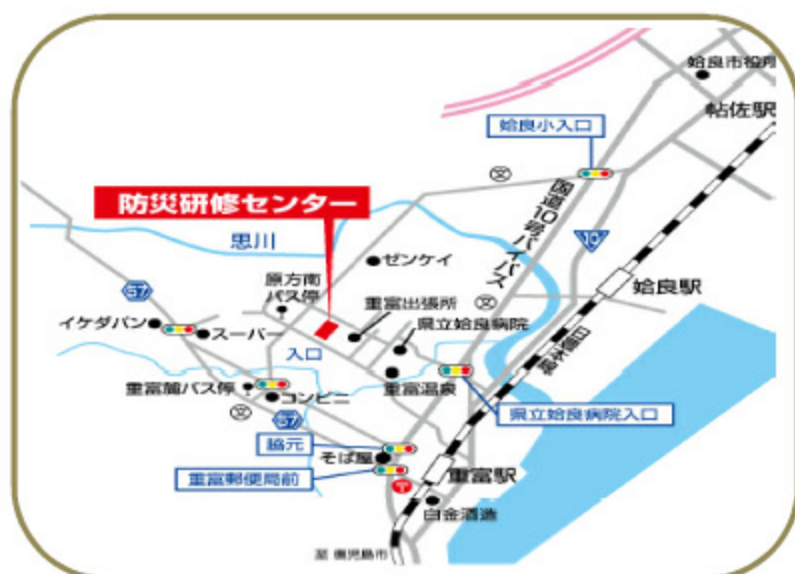 姶良市役所
帖佐駅
姶良小入口
防災研修センター
国道10号バイパス
思川
10
ゼンケイ
57
原方南
バス停
姶良駅
重富出張所
イケダパン
県立姶良病院
スーパー
日豊本線
入口
重富麓バス停
重富温泉
コンビニ
57
県立姶良病院入口
脇元
そば屋
重富駅
重富郵便局前
白金酒造
至 鹿児島市